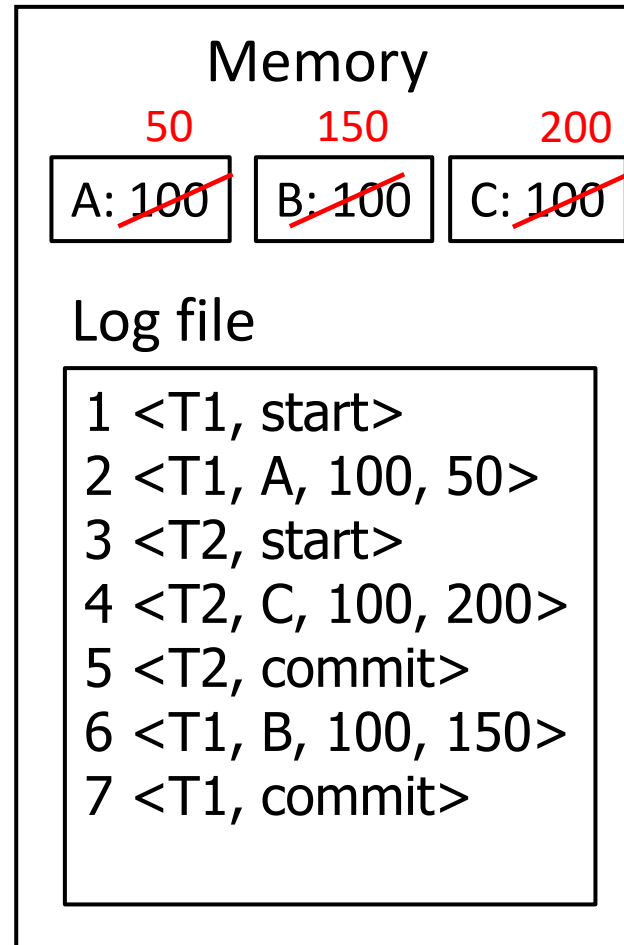 Memory
50 150 200
A: 100 B: 100 C: 100
Log file
1 <T1, start>
2 <T1, A, 100, 50>
3 <T2, start>
4 <T2, C, 100, 200>
5 <T2, commit>
6 <T1, B, 100, 150>
7 <T1, commit>